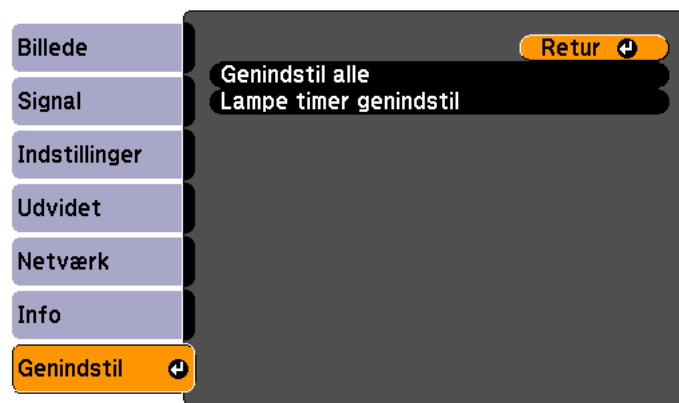 Billede
Signal
Indstillinger
Udvidet
Netværk
Info
Genindstil
Retur
Genindstil alle
Lampe timer genindstil